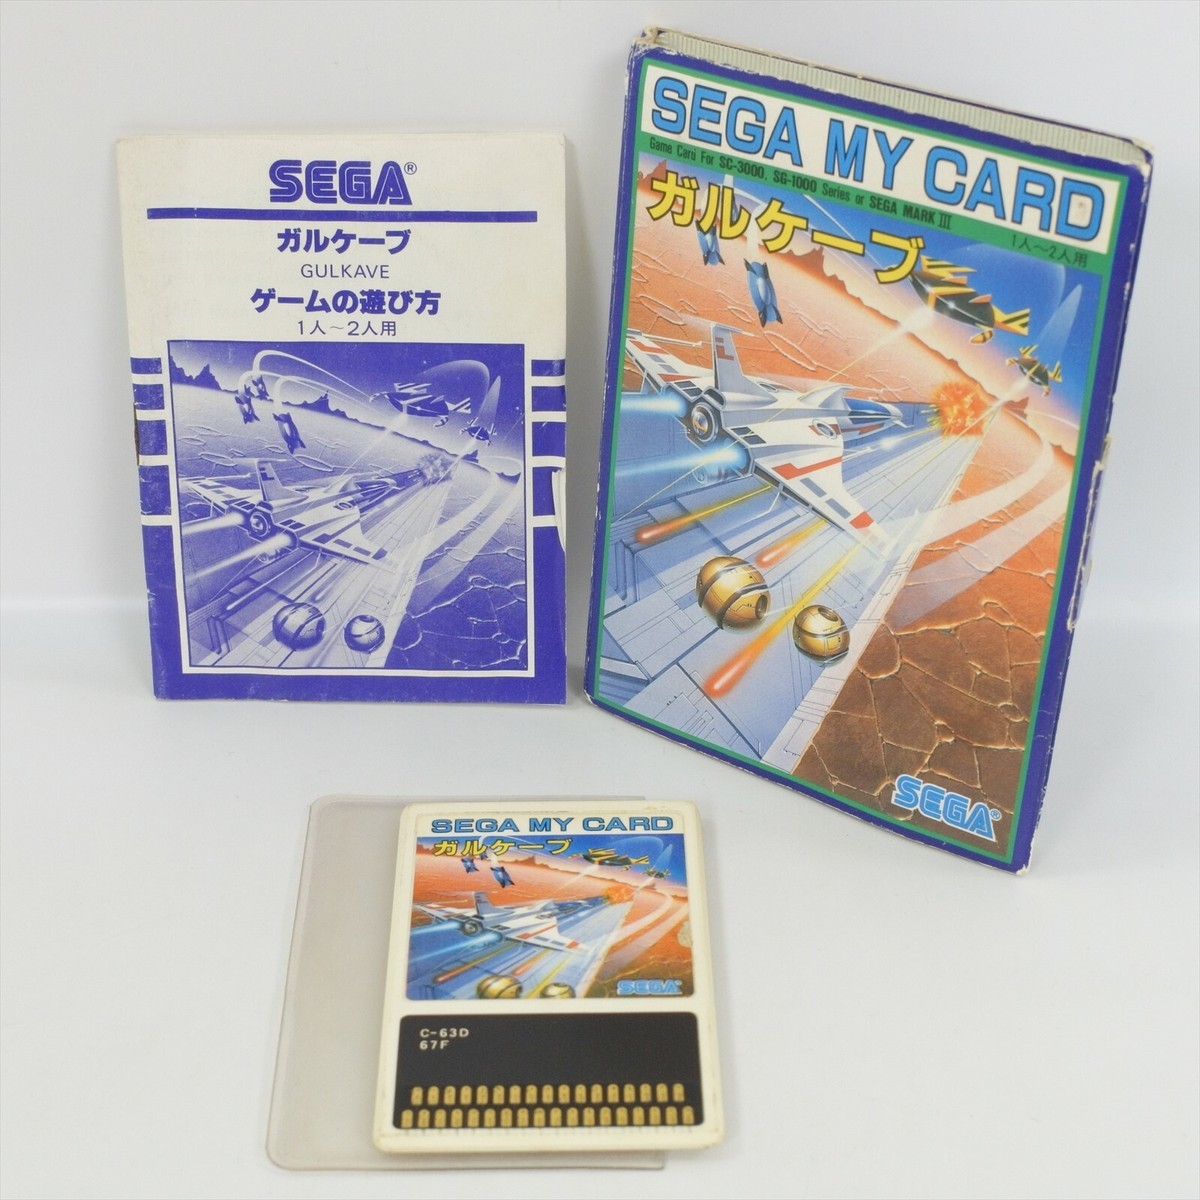 SEGA®
ガルケーブ
GULKAVE
ゲームの遊び方
1人～2人用
SEGA MY CARD
Game Card For SC-3000, SG-1000 Series or SEGA MARK III
1人～2人用
ガルケーブ
SEGA®
SEGA MY CARD
ガルケーブ
SEGA
C-63D
67F